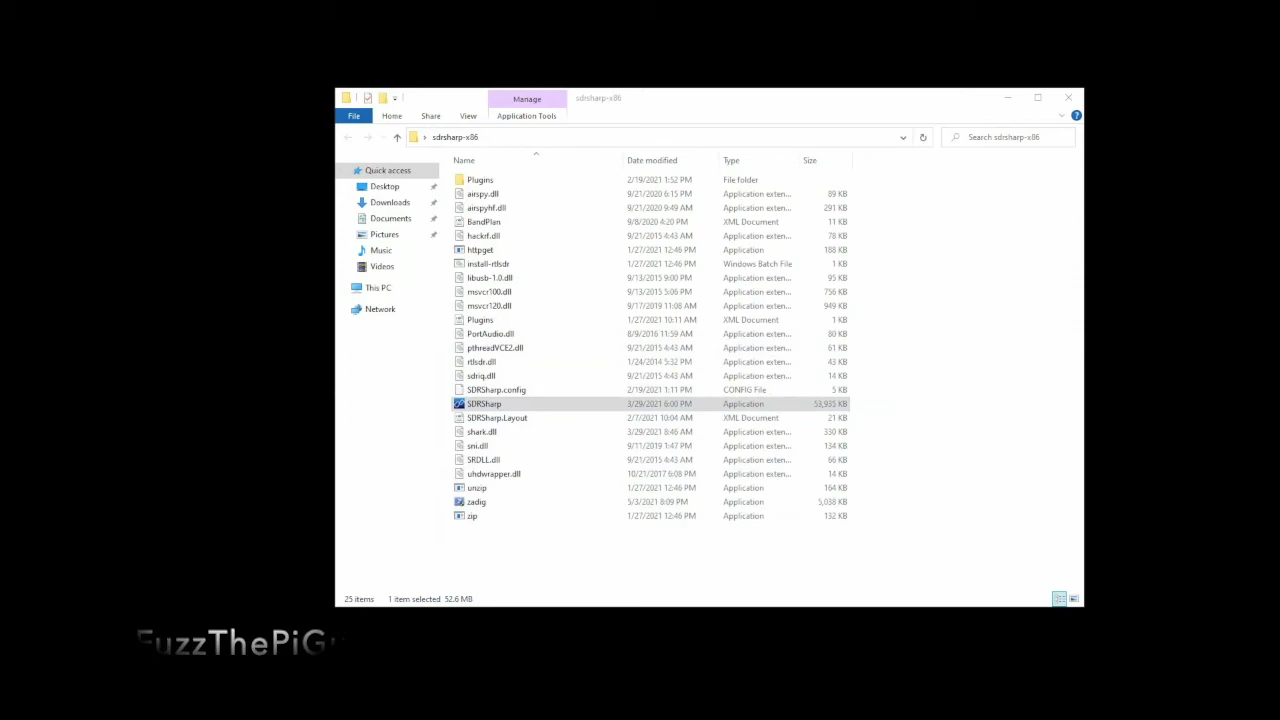 Manage
sdrsharp-x86
File
Home
Share
View
Application Tools
sdrsharp-x86
Search sdrsharp-x86
Name
Date modified
Type
Size
Quick access
Desktop
Downloads
Documents
Pictures
Music
Videos
This PC
Network
Plugins 2/19/2021 1:52 PM File folder
airspy.dll 9/21/2020 6:15 PM Application exten... 89 KB
airspyhf.dll 9/21/2020 9:49 AM Application exten... 291 KB
BandPlan 9/8/2020 4:20 PM XML Document 11 KB
hackrf.dll 9/21/2015 4:43 AM Application exten... 78 KB
httpget 1/27/2021 12:46 PM Application 188 KB
install-rtlsdr 1/27/2021 12:46 PM Windows Batch File 1 KB
libusb-1.0.dll 9/13/2015 9:00 PM Application exten... 95 KB
msvcr100.dll 9/13/2015 5:06 PM Application exten... 756 KB
msvcr120.dll 9/17/2019 11:08 AM Application exten... 949 KB
Plugins 1/27/2021 10:11 AM XML Document 1 KB
PortAudio.dll 8/9/2016 11:59 AM Application exten... 80 KB
pthreadVCE2.dll 9/21/2015 4:43 AM Application exten... 61 KB
rtlsdr.dll 1/24/2014 5:32 PM Application exten... 43 KB
sdriq.dll 9/21/2015 4:43 AM Application exten... 14 KB
SDRSharp.config 2/19/2021 1:11 PM CONFIG File 5 KB
SDRSharp 3/29/2021 6:00 PM Application 53,935 KB
SDRSharp.Layout 2/7/2021 10:04 AM XML Document 21 KB
shark.dll 3/29/2021 8:46 AM Application exten... 330 KB
sni.dll 9/11/2019 1:47 PM Application exten... 134 KB
SRDLL.dll 9/21/2015 4:43 AM Application exten... 66 KB
uhdwrapper.dll 10/21/2017 6:08 PM Application exten... 14 KB
unzip 1/27/2021 12:46 PM Application 164 KB
zadig 5/3/2021 8:09 PM Application 5,038 KB
zip 1/27/2021 12:46 PM Application 132 KB
25 items 1 item selected 52.6 MB
FuzzThePiG